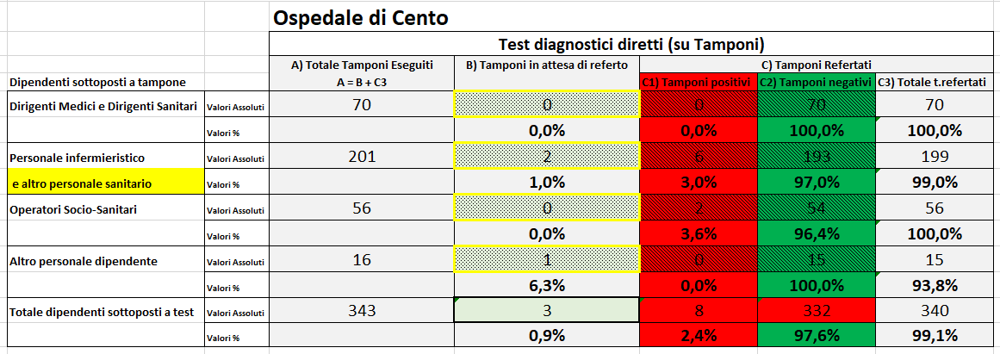 Ospedale di Cento
Test diagnostici diretti (su Tamponi)
A) Totale Tamponi Eseguiti B) Tamponi in attesa di referto C) Tamponi Refertati
Dipendenti sottoposti a tampone A = B + C3 C1) Tamponi positivi C2) Tamponi negativi C3) Totale t.refertati
Dirigenti Medici e Dirigenti Sanitari Valori Assoluti 70 0 0 70 70
Valori % 0,0% 0,0% 100,0% 100,0%
Personale infermieristico Valori Assoluti 201 2 6 193 199
e altro personale sanitario Valori % 1,0% 3,0% 97,0% 99,0%
Operatori Socio-Sanitari Valori Assoluti 56 0 2 54 56
Valori % 0,0% 3,6% 96,4% 100,0%
Altro personale dipendente Valori Assoluti 16 1 0 15 15
Valori % 6,3% 0,0% 100,0% 93,8%
Totale dipendenti sottoposti a test Valori Assoluti 343 3 8 332 340
Valori % 0,9% 2,4% 97,6% 99,1%